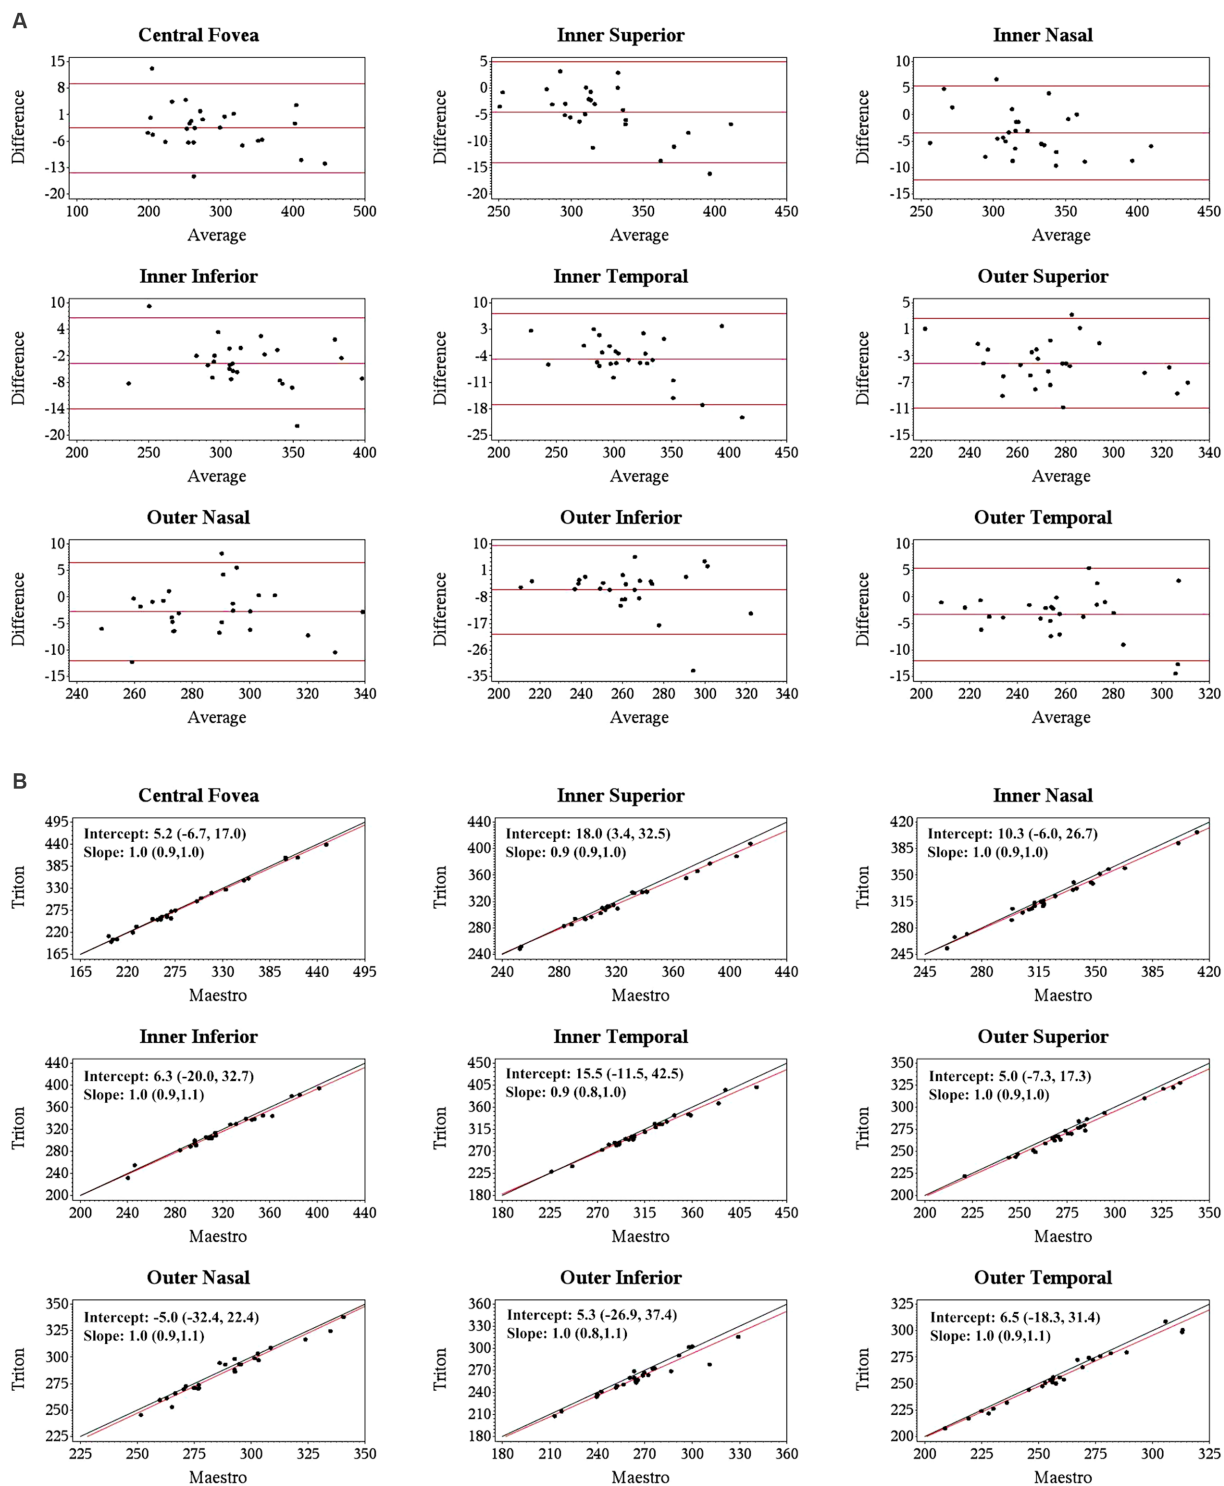 A
Central Fovea
Difference
15
8
1
-6
-13
-20
100 200 300 400 500
Average
Inner Superior
Difference
5
0
-5
-10
-15
-20
250 300 350 400 450
Average
Inner Nasal
Difference
10
5
0
-5
-10
-15
250 300 350 400 450
Average
Inner Inferior
Difference
10
4
-2
-8
-14
-20
200 250 300 350 400
Average
Inner Temporal
Difference
10
3
-4
-11
-18
-25
200 250 300 350 400 450
Average
Outer Superior
Difference
5
1
-3
-7
-11
-15
220 240 260 280 300 320 340
Average
Outer Nasal
Difference
10
5
0
-5
-10
-15
240 260 280 300 320 340
Average
Outer Inferior
Difference
10
1
-8
-17
-26
-35
200 220 240 260 280 300 320 340
Average
Outer Temporal
Difference
10
5
0
-5
-10
-15
200 220 240 260 280 300 320
Average
B
Central Fovea
Intercept: 5.2 (-6.7, 17.0)
Slope: 1.0 (0.9,1.0)
Triton
495
440
385
330
275
220
165
165 220 275 330 385 440 495
Maestro
Inner Superior
Intercept: 18.0 (3.4, 32.5)
Slope: 0.9 (0.9,1.0)
Triton
440
400
360
320
280
240
240 280 320 360 400 440
Maestro
Inner Nasal
Intercept: 10.3 (-6.0, 26.7)
Slope: 1.0 (0.9,1.0)
Triton
420
385
350
315
280
245
245 280 315 350 385 420
Maestro
Inner Inferior
Intercept: 6.3 (-20.0, 32.7)
Slope: 1.0 (0.9,1.1)
Triton
440
400
360
320
280
240
200
200 240 280 320 360 400 440
Maestro
Inner Temporal
Intercept: 15.5 (-11.5, 42.5)
Slope: 0.9 (0.8,1.0)
Triton
450
405
360
315
270
225
180
180 225 270 315 360 405 450
Maestro
Outer Superior
Intercept: 5.0 (-7.3, 17.3)
Slope: 1.0 (0.9,1.0)
Triton
350
325
300
275
250
225
200
200 225 250 275 300 325 350
Maestro
Outer Nasal
Intercept: -5.0 (-32.4, 22.4)
Slope: 1.0 (0.9,1.1)
Triton
350
325
300
275
250
225
225 250 275 300 325 350
Maestro
Outer Inferior
Intercept: 5.3 (-26.9, 37.4)
Slope: 1.0 (0.8,1.1)
Triton
360
330
300
270
240
210
180
180 210 240 270 300 330 360
Maestro
Outer Temporal
Intercept: 6.5 (-18.3, 31.4)
Slope: 1.0 (0.9,1.1)
Triton
325
300
275
250
225
200
200 225 250 275 300 325
Maestro